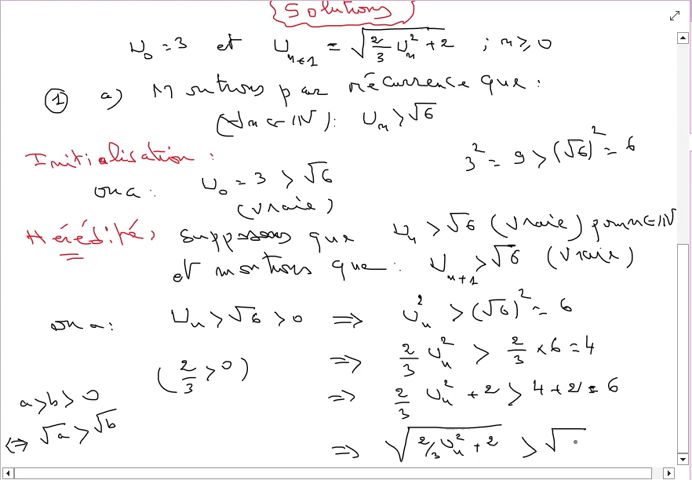 Solutions
U₀ = 3 et Uₙ₊₁ = √(2/3 Uₙ² + 2) ; n ≥ 0
① a) Montrons par récurrence que :
(∀n ∈ IN) : Uₙ > √6
Initialisation : 3² = 9 > (√6)² = 6
on a : U₀ = 3 > √6
(vraie)
Hérédité : supposons que Uₙ > √6 (vraie) pour n ∈ IN
et montrons que : Uₙ₊₁ > √6 (vraie)
on a : Uₙ > √6 > 0 ⇒ Uₙ² > (√6)² = 6
(2/3 > 0) ⇒ 2/3 Uₙ² > 2/3 × 6 = 4
a > b > 0 ⇒ 2/3 Uₙ² + 2 > 4 + 2 = 6
⇔ √a > √b ⇒ √(2/3 Uₙ² + 2) > √